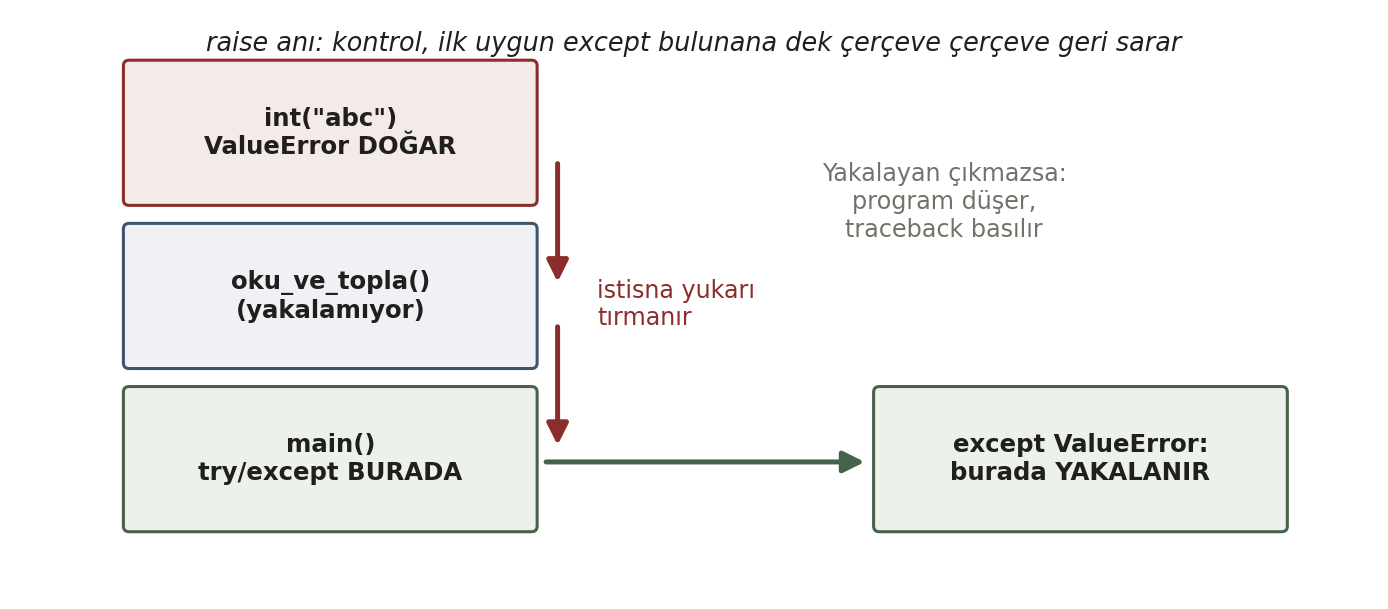 raise anı: kontrol, ilk uygun except bulunana dek çerçeve çerçeve geri sarar
int("abc")
ValueError DOĞAR
Yakalayan çıkmazsa:
program düşer,
traceback basılır
oku_ve_topla()
(yakalamıyor)
istisna yukarı
tırmanır
main()
try/except BURADA
except ValueError:
burada YAKALANIR